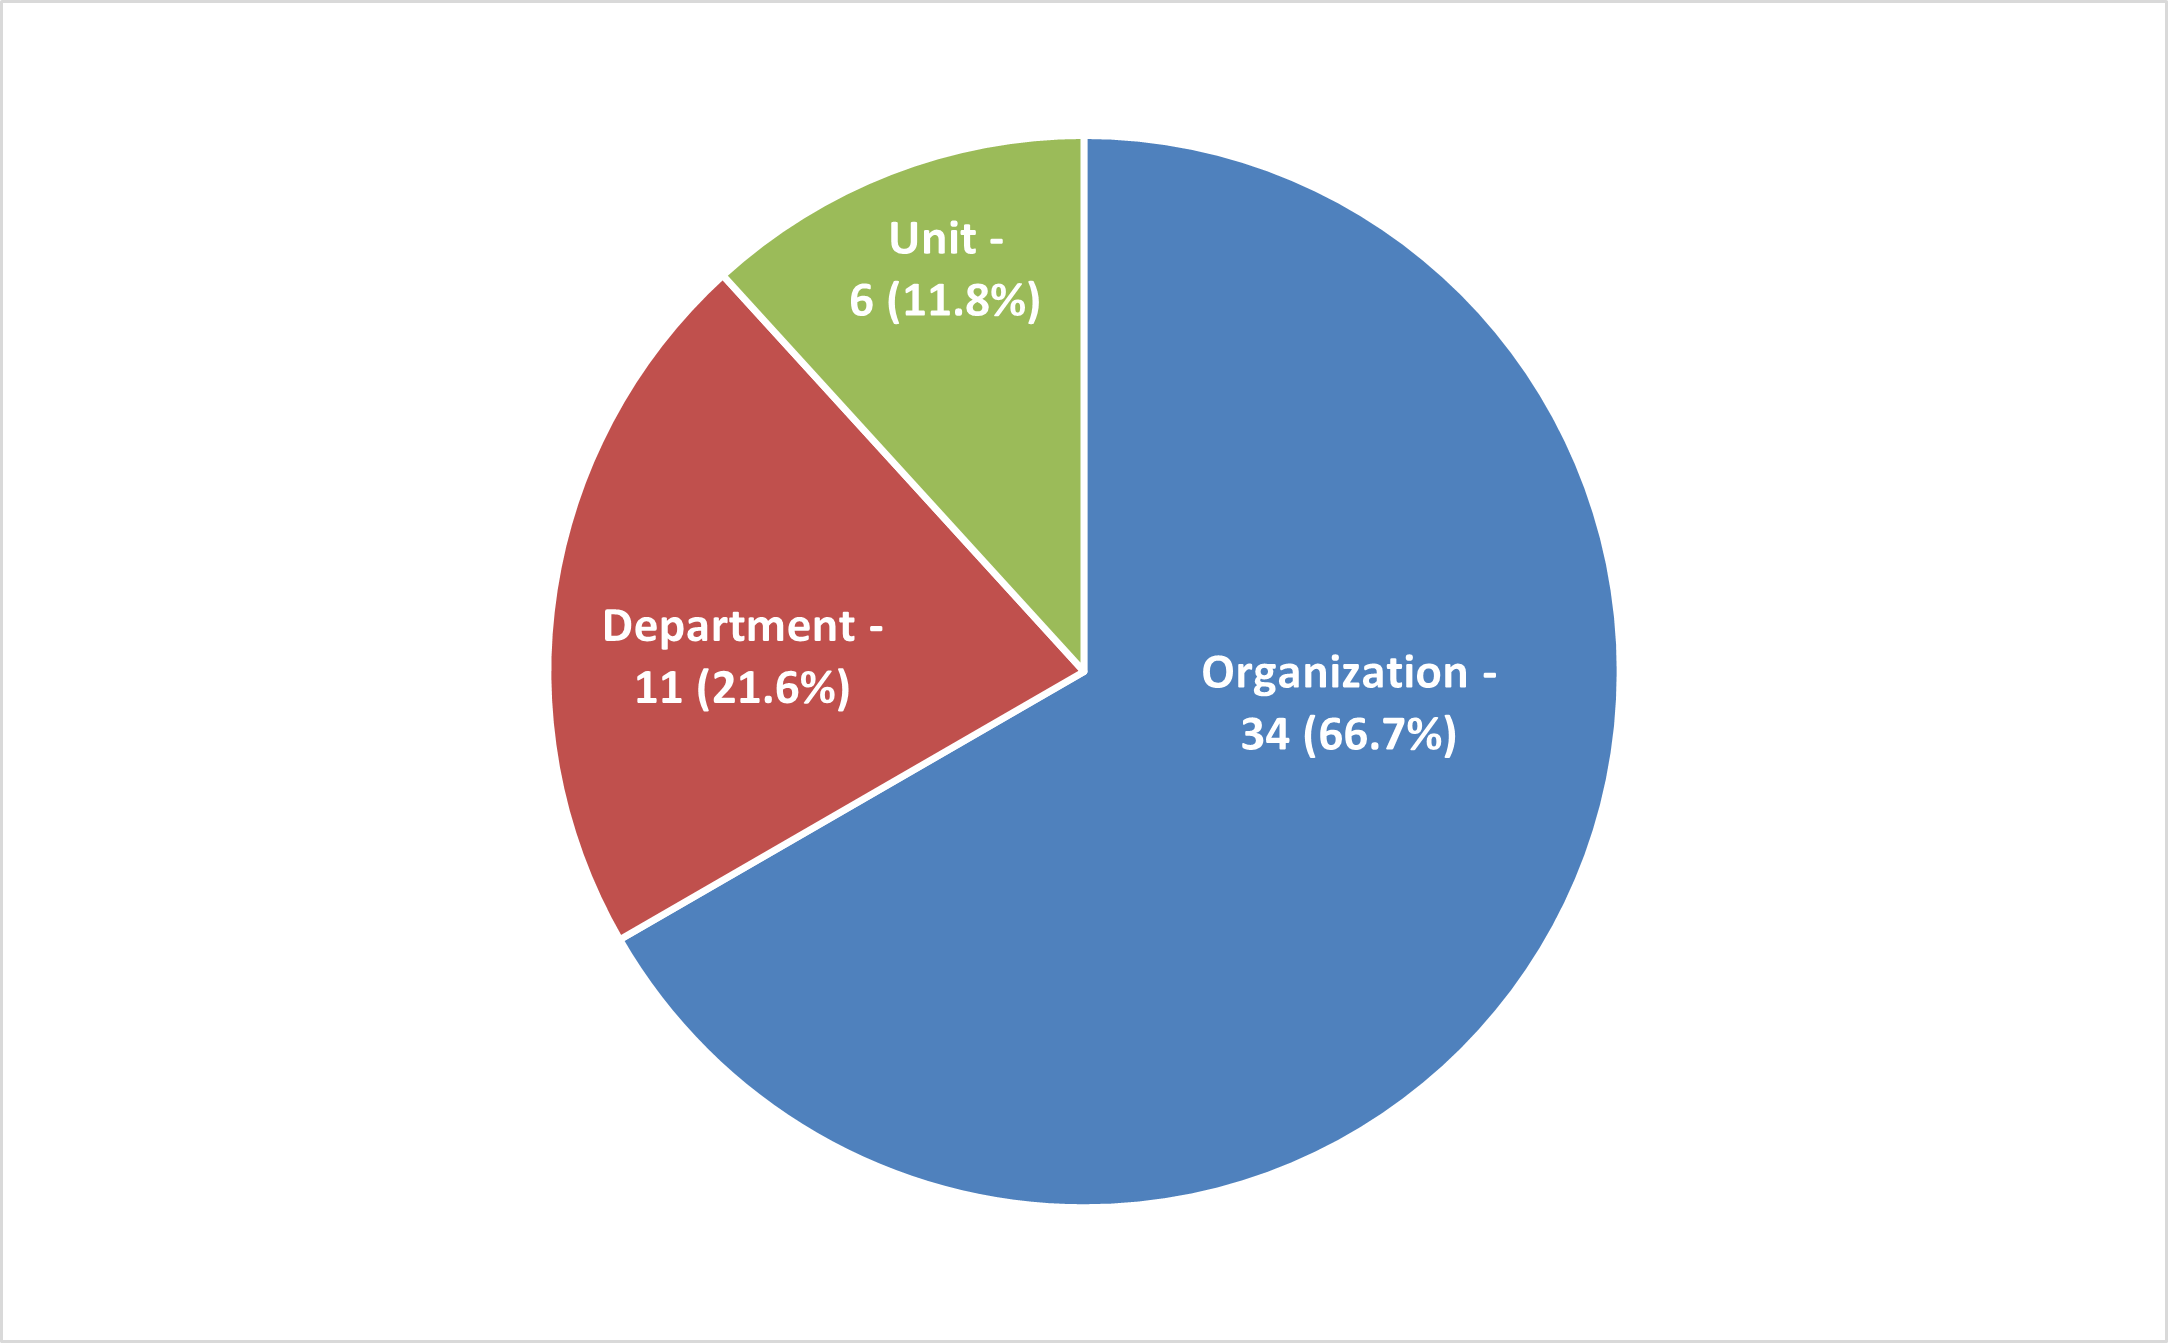 Unit -
6 (11.8%)
Department -
11 (21.6%)
Organization -
34 (66.7%)